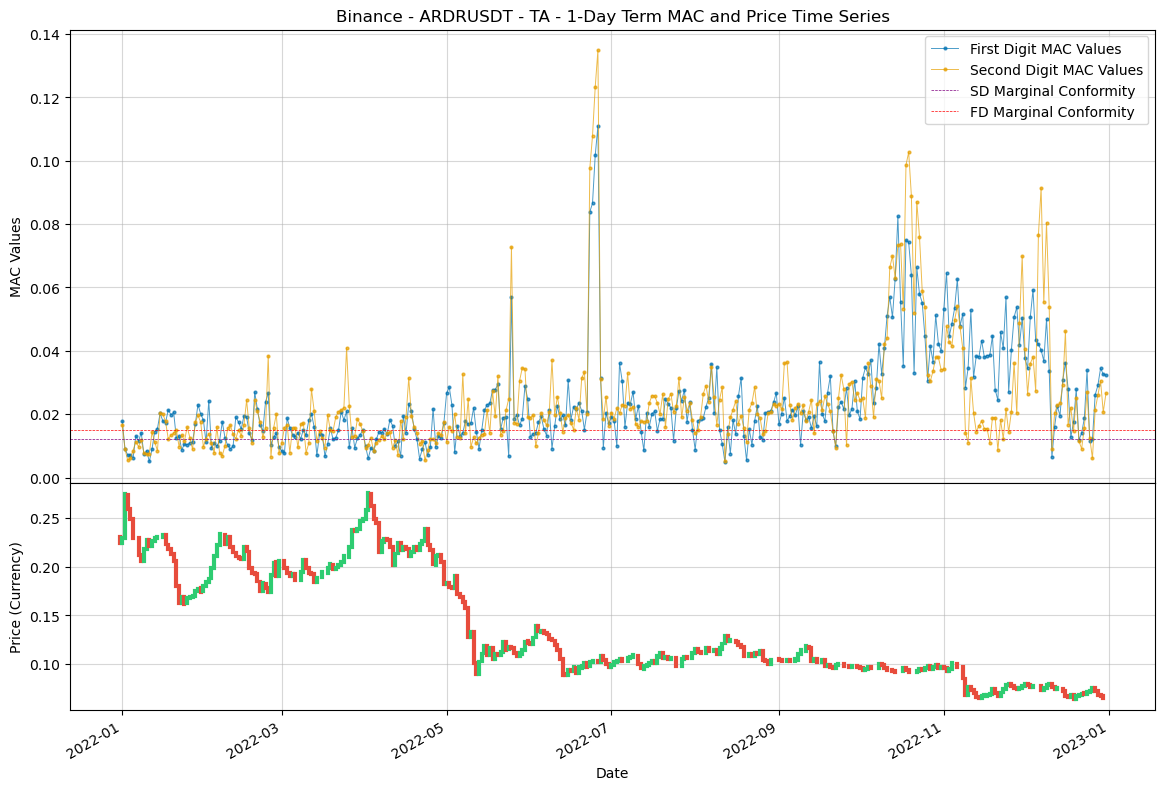 Binance - ARDRUSDT - TA - 1-Day Term MAC and Price Time Series
First Digit MAC Values
Second Digit MAC Values
SD Marginal Conformity
FD Marginal Conformity
MAC Values
0.14
0.12
0.10
0.08
0.06
0.04
0.02
0.00
Price (Currency)
0.25
0.20
0.15
0.10
2022-01
2022-03
2022-05
2022-07
2022-09
2022-11
2023-01
Date